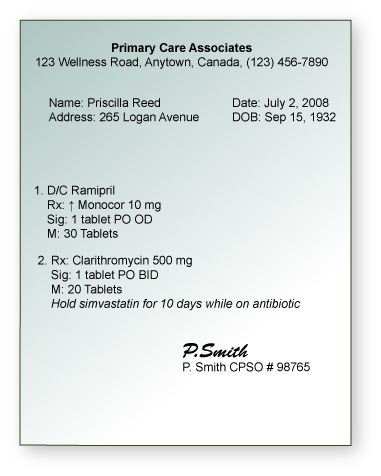 Primary Care Associates
123 Wellness Road, Anytown, Canada, (123) 456-7890
Name: Priscilla Reed Date: July 2, 2008
Address: 265 Logan Avenue DOB: Sep 15, 1932
1. D/C Ramipril
Rx: ↑ Monocor 10 mg
Sig: 1 tablet PO OD
M: 30 Tablets
2. Rx: Clarithromycin 500 mg
Sig: 1 tablet PO BID
M: 20 Tablets
Hold simvastatin for 10 days while on antibiotic
P.Smith
P. Smith CPSO # 98765